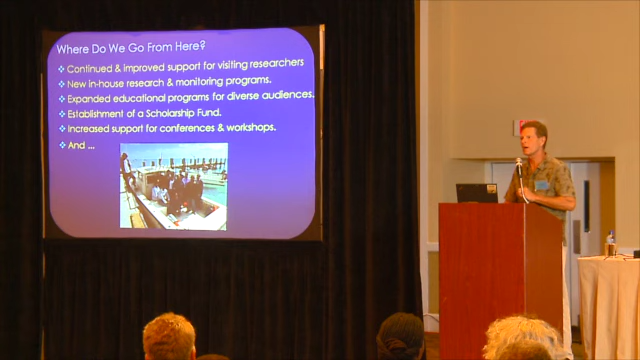 Where Do We Go From Here?
Continued & improved support for visiting researchers
New in-house research & monitoring programs.
Expanded educational programs for diverse audiences.
Establishment of a Scholarship Fund.
Increased support for conferences & workshops.
And ...